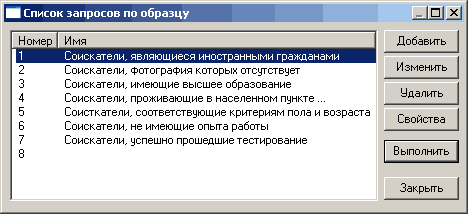 Список запросов по образцу
Номер Имя
1 Соискатели, являющиеся иностранными гражданами
2 Соискатели, фотография которых отсутствует
3 Соискатели, имеющие высшее образование
4 Соискатели, проживающие в населенном пункте ...
5 Соисткатели, соответствующие критериям пола и возраста
6 Соискатели, не имеющие опыта работы
7 Соискатели, успешно прошедшие тестирование
8
Добавить
Изменить
Удалить
Свойства
Выполнить
Закрыть